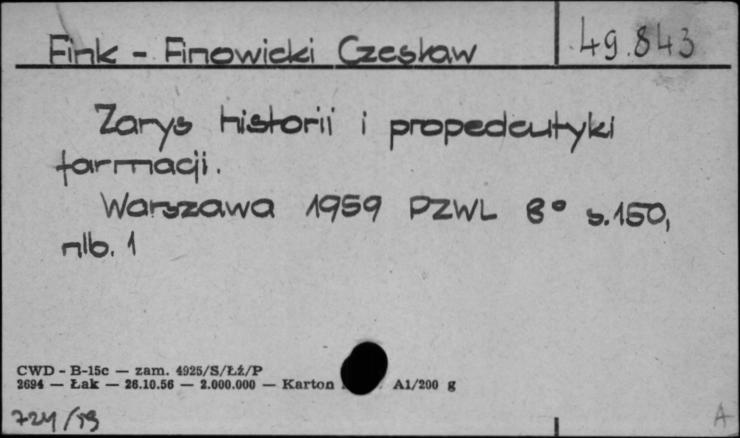 Fink - Finowicki Czesław
49.843
Zarys historii i propedeutyki
farmacji.
Warszawa 1959 PZWL 8° s.150,
nlb. 1
CWD - B-15c — zam. 4925/S/Łź/P
2694 — Łak — 26.10.56 — 2.000.000 — Karton A1/200 g
A